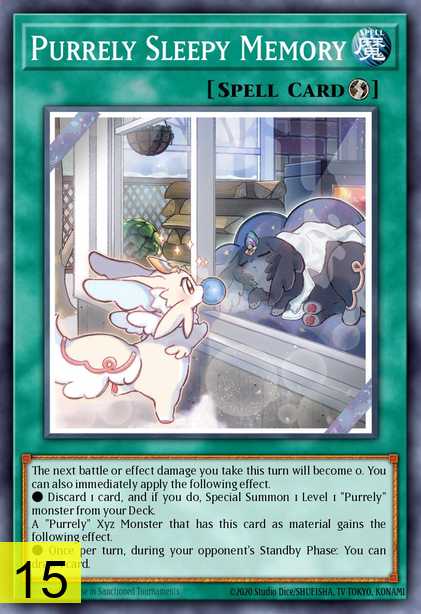 PURRELY SLEEPY MEMORY
SPELL
魔
[SPELL CARD]
The next battle or effect damage you take this turn will become 0. You
can also immediately apply the following effect.
● Discard 1 card, and if you do, Special Summon 1 Level 1 "Purrely"
monster from your Deck.
A "Purrely" Xyz Monster that has this card as material gains the
following effect.
● Once per turn, during your opponent's Standby Phase: You can
card.
15
in Sanctioned Tournaments
©2020 Studio Dice/SHUEISHA, TV TOKYO, KONAMI